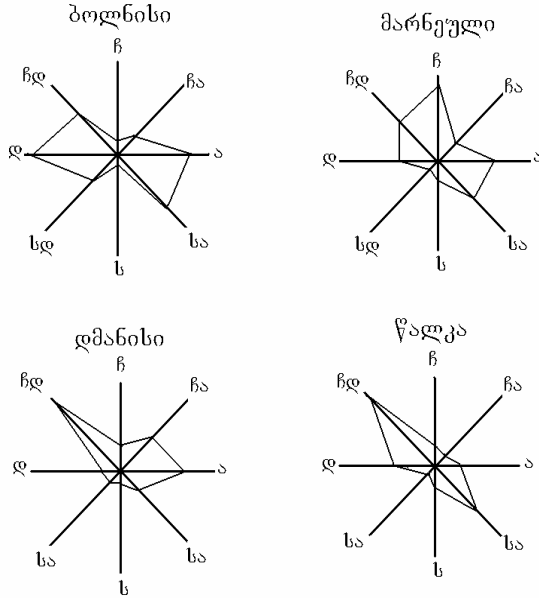 ბოლნისი
ჩ
ჩდ
ჩა
დ
ა
სდ
სა
ს
მარნეული
ჩ
ჩდ
ჩა
დ
ა
სდ
სა
ს
დმანისი
ჩ
ჩდ
ჩა
დ
ა
სა
სა
ს
წალკა
ჩ
ჩდ
ჩა
დ
ა
სა
სა
ს